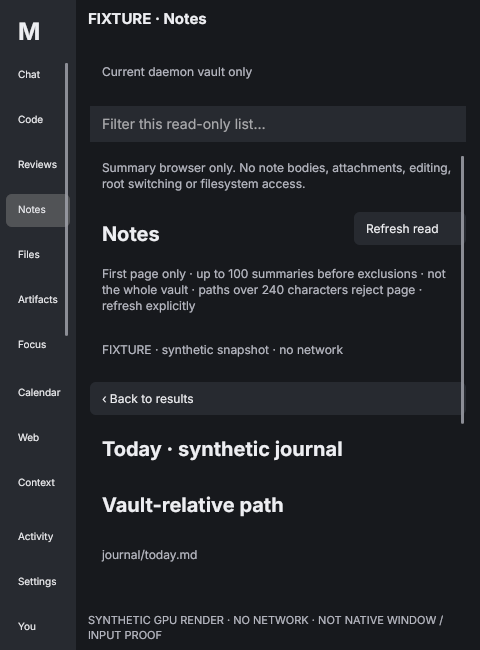 M
Chat
Code
Reviews
Notes
Files
Artifacts
Focus
Calendar
Web
Context
Activity
Settings
You
FIXTURE · Notes
Current daemon vault only
Filter this read-only list...
Summary browser only. No note bodies, attachments, editing,
root switching or filesystem access.
Notes
Refresh read
First page only · up to 100 summaries before exclusions · not
the whole vault · paths over 240 characters reject page ·
refresh explicitly
FIXTURE · synthetic snapshot · no network
‹ Back to results
Today · synthetic journal
Vault-relative path
journal/today.md
SYNTHETIC GPU RENDER · NO NETWORK · NOT NATIVE WINDOW /
INPUT PROOF